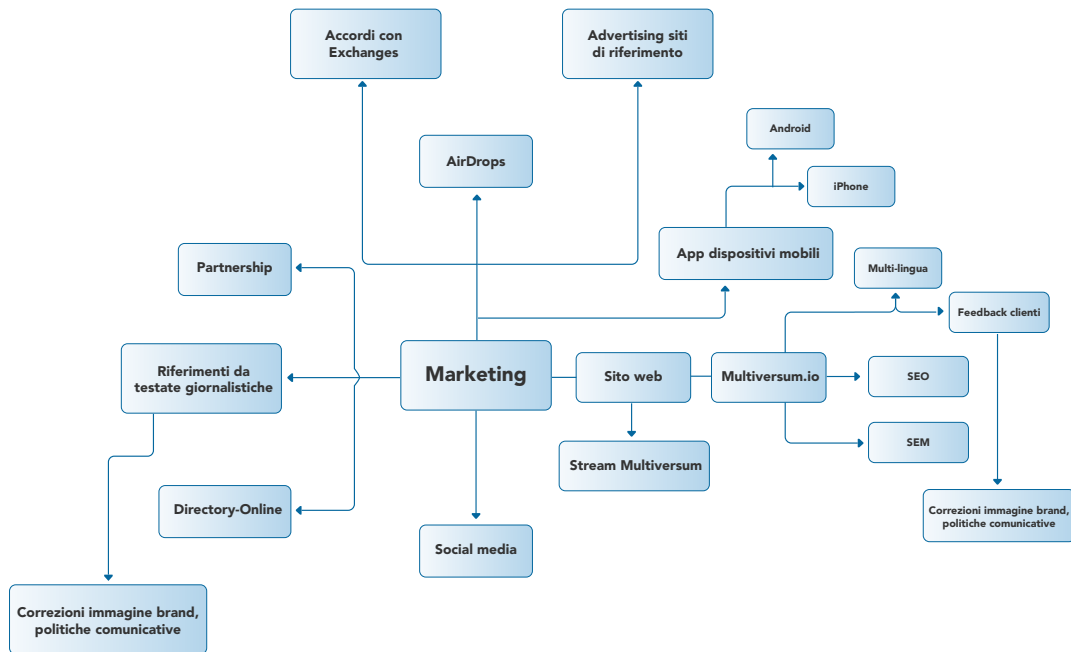 Accordi con
Exchanges
Advertising siti
di riferimento
Android
AirDrops
iPhone
App dispositivi mobili
Partnership
Multi-lingua
Feedback clienti
Riferimenti da
testate giornalistiche
Marketing
Sito web
Multiversum.io
SEO
SEM
Stream Multiversum
Directory-Online
Correzioni immagine brand,
politiche comunicative
Social media
Correzioni immagine brand,
politiche comunicative